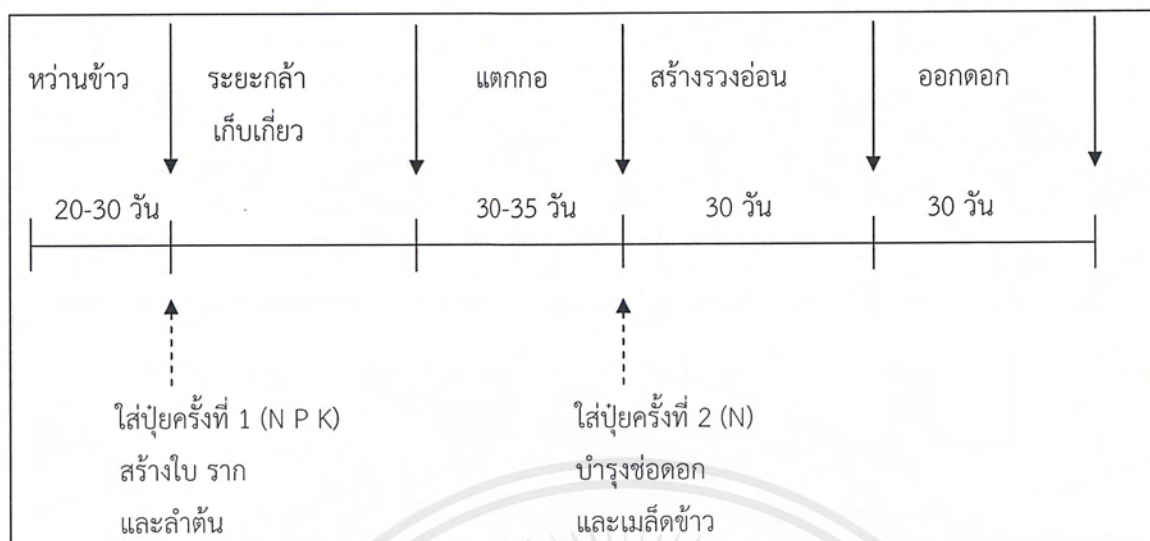 หว่านข้าว ระยะกล้า แตกกอ สร้างรวงอ่อน ออกดอก
เก็บเกี่ยว
20-30 วัน 30-35 วัน 30 วัน 30 วัน
ใส่ปุ๋ยครั้งที่ 1 (N P K) ใส่ปุ๋ยครั้งที่ 2 (N)
สร้างใบ ราก บำรุงช่อดอก
และลำต้น และเมล็ดข้าว